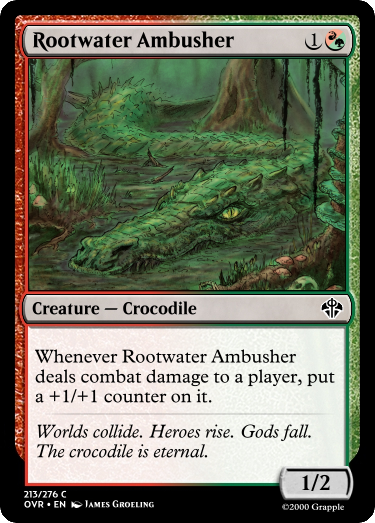 Rootwater Ambusher 1
Creature — Crocodile
Whenever Rootwater Ambusher
deals combat damage to a player, put
a +1/+1 counter on it.
Worlds collide. Heroes rise. Gods fall.
The crocodile is eternal.
1/2
213/276 C
OVR • EN James Groeling
©2000 Grapple